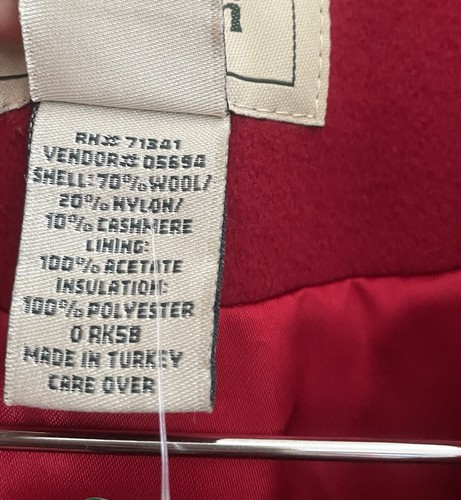 RN# 71341
VENDOR# 05694
SHELL: 70% WOOL/
20% NYLON/
10% CASHMERE
LINING:
100% ACETATE
INSULATION:
100% POLYESTER
0 RK5B
MADE IN TURKEY
CARE OVER